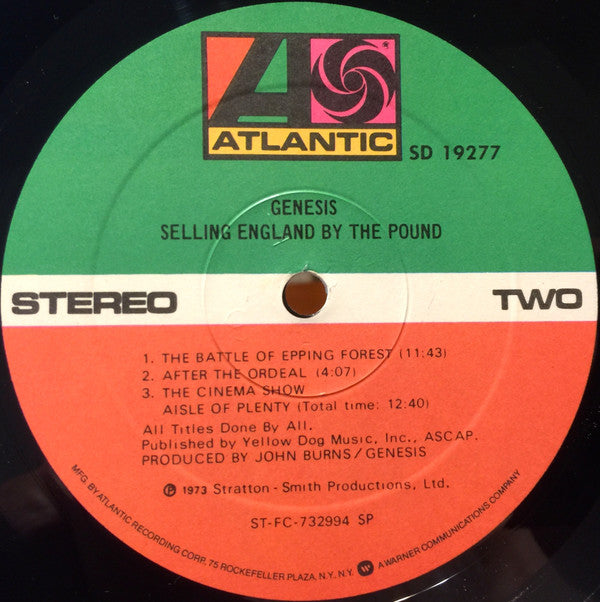 ATLANTIC
SD 19277
GENESIS
SELLING ENGLAND BY THE POUND
STEREO
TWO
1. THE BATTLE OF EPPING FOREST (11:43)
2. AFTER THE ORDEAL (4:07)
3. THE CINEMA SHOW
AISLE OF PLENTY (Total time: 12:40)
All Titles Done By All.
Published by Yellow Dog Music, Inc., ASCAP.
PRODUCED BY JOHN BURNS/GENESIS
℗ 1973 Stratton-Smith Productions, Ltd.
ST-FC-732994 SP
MFG. BY ATLANTIC RECORDING CORP., 75 ROCKEFELLER PLAZA, N.Y., N.Y. A WARNER COMMUNICATIONS COMPANY